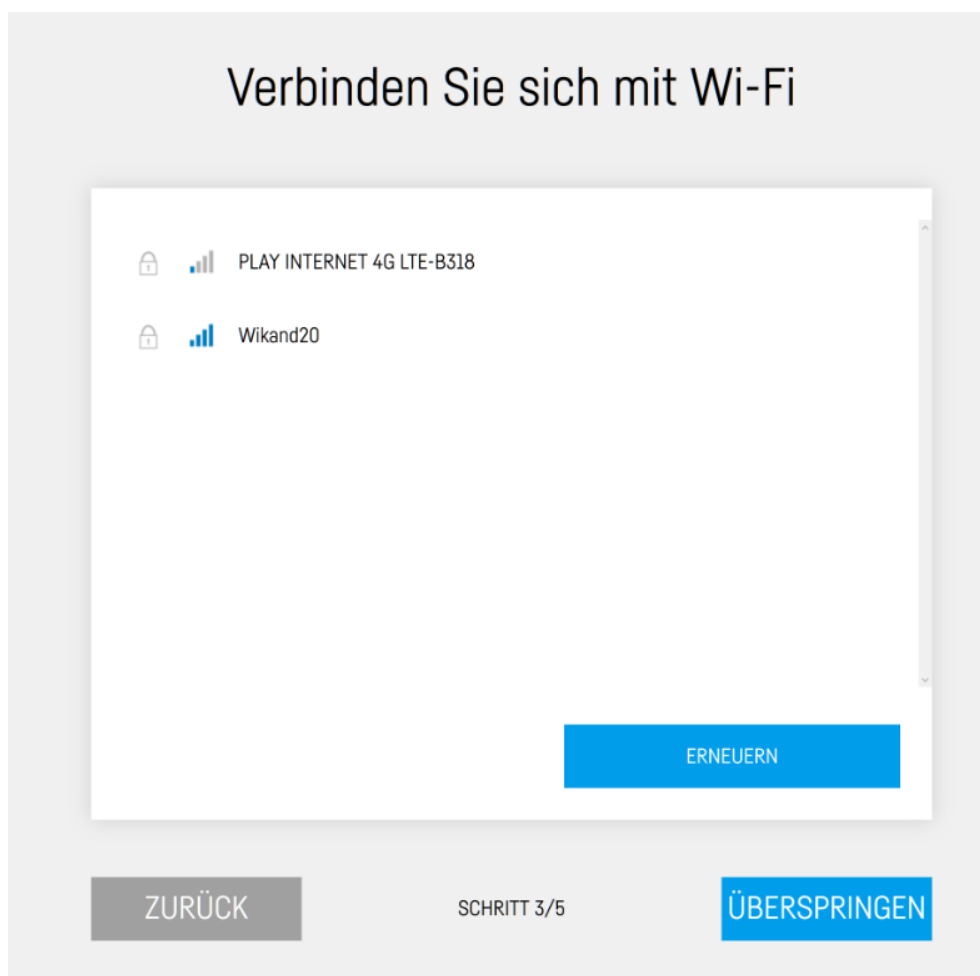 Verbinden Sie sich mit Wi-Fi
PLAY INTERNET 4G LTE-B318
Wikand20
ERNEUERN
ZURÜCK
SCHRITT 3/5
ÜBERSPRINGEN